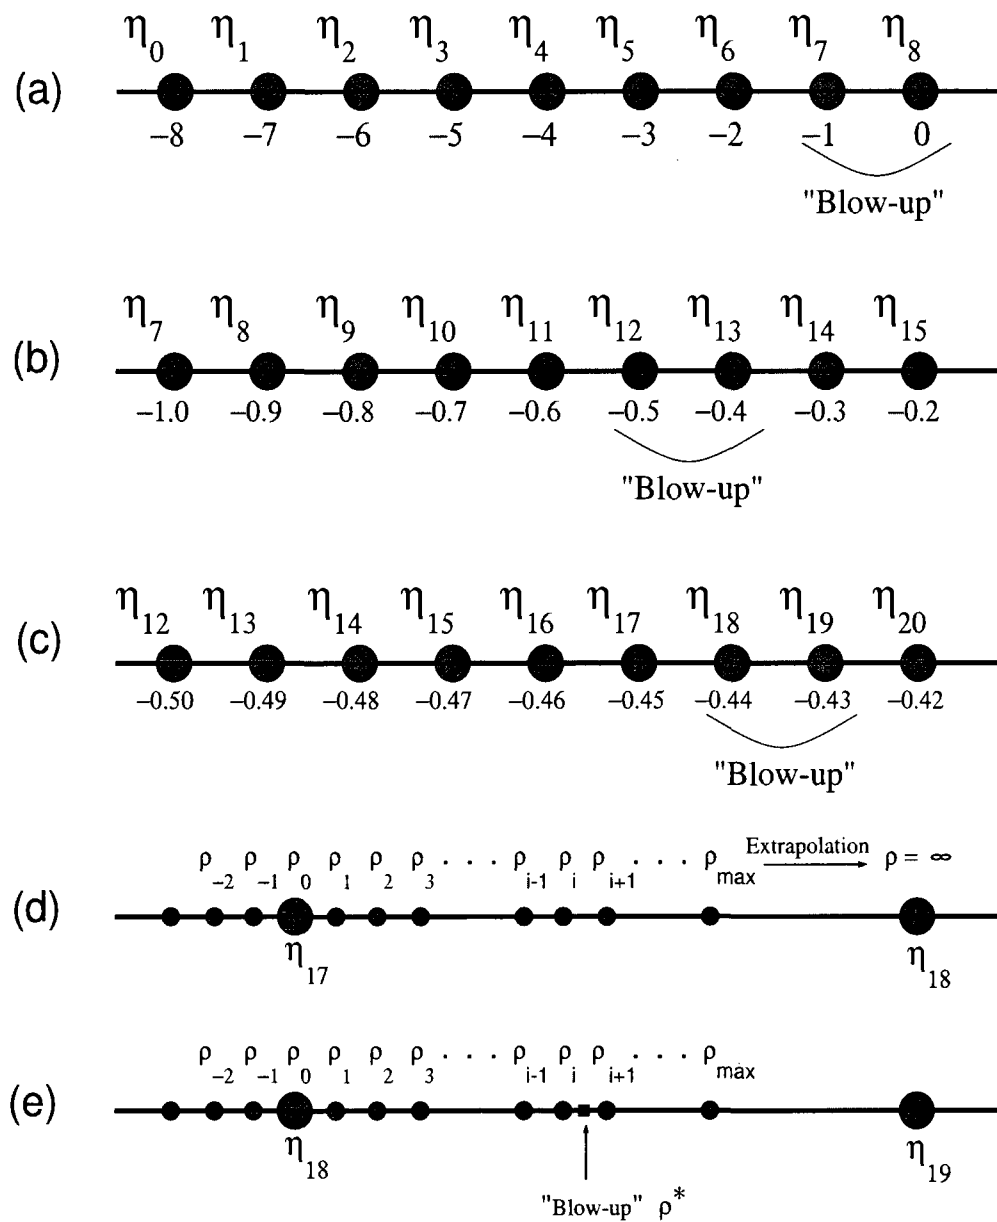 η0 η1 η2 η3 η4 η5 η6 η7 η8
(a)
−8 −7 −6 −5 −4 −3 −2 −1 0
"Blow-up"
η7 η8 η9 η10 η11 η12 η13 η14 η15
(b)
−1.0 −0.9 −0.8 −0.7 −0.6 −0.5 −0.4 −0.3 −0.2
"Blow-up"
η12 η13 η14 η15 η16 η17 η18 η19 η20
(c)
−0.50 −0.49 −0.48 −0.47 −0.46 −0.45 −0.44 −0.43 −0.42
"Blow-up"
ρ-2 ρ-1 ρ0 ρ1 ρ2 ρ3 · · · ρi-1 ρi ρi+1 · · · ρmax Extrapolation ρ = ∞
(d)
η17 η18
ρ-2 ρ-1 ρ0 ρ1 ρ2 ρ3 · · · ρi-1 ρi ρi+1 · · · ρmax
(e)
η18 η19
"Blow-up" ρ*